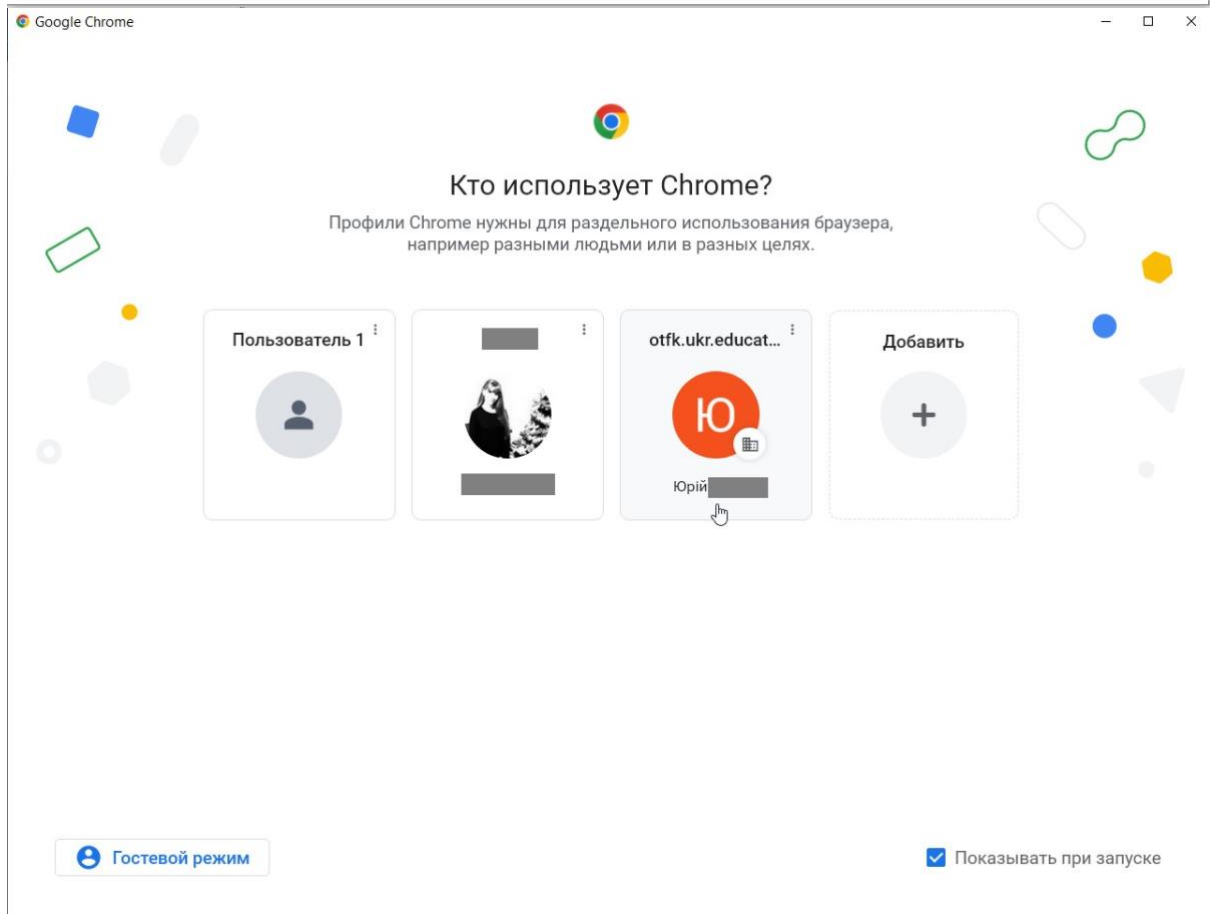 Google Chrome
Кто использует Chrome?
Профили Chrome нужны для раздельного использования браузера,
например разными людьми или в разных целях.
Пользователь 1
otfk.ukr.educat...
Добавить
Ю
Юрій
Гостевой режим
Показывать при запуске